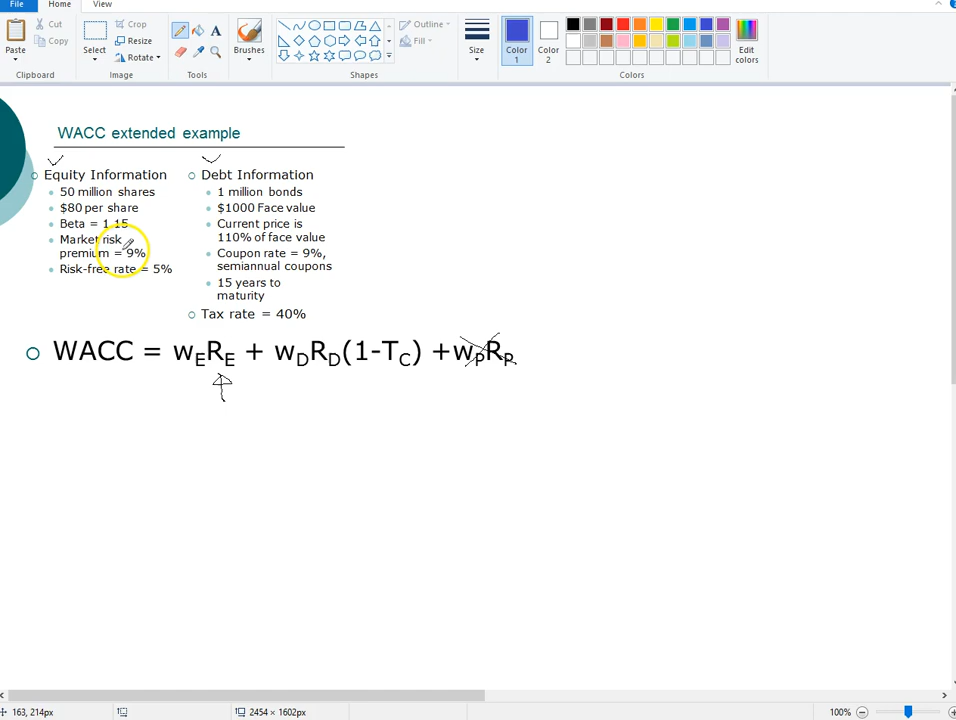 File Home View
Paste Cut Copy
Select Crop Resize Rotate
Brushes
Outline
Fill
Size
Color 1
Color 2
Edit colors
Clipboard Image Tools Shapes Colors
WACC extended example
Equity Information
50 million shares
$80 per share
Beta = 1.15
Market risk
premium = 9%
Risk-free rate = 5%
Debt Information
1 million bonds
$1000 Face value
Current price is
110% of face value
Coupon rate = 9%,
semiannual coupons
15 years to
maturity
Tax rate = 40%
WACC = wERE + wDRD(1-TC) +wPRP
163, 214px 2454 × 1602px 100%